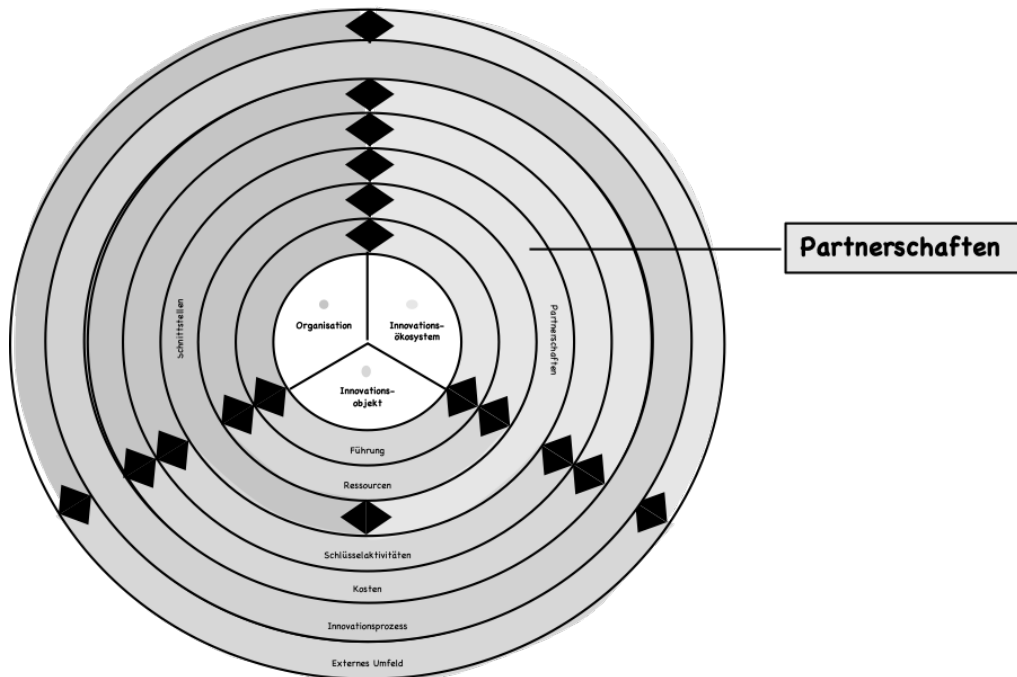 Partnerschaften
Organisation
Innovations-
ökosystem
Innovations-
objekt
Schnittstellen
Partnerschaften
Führung
Ressourcen
Schlüsselaktivitäten
Kosten
Innovationsprozess
Externes Umfeld